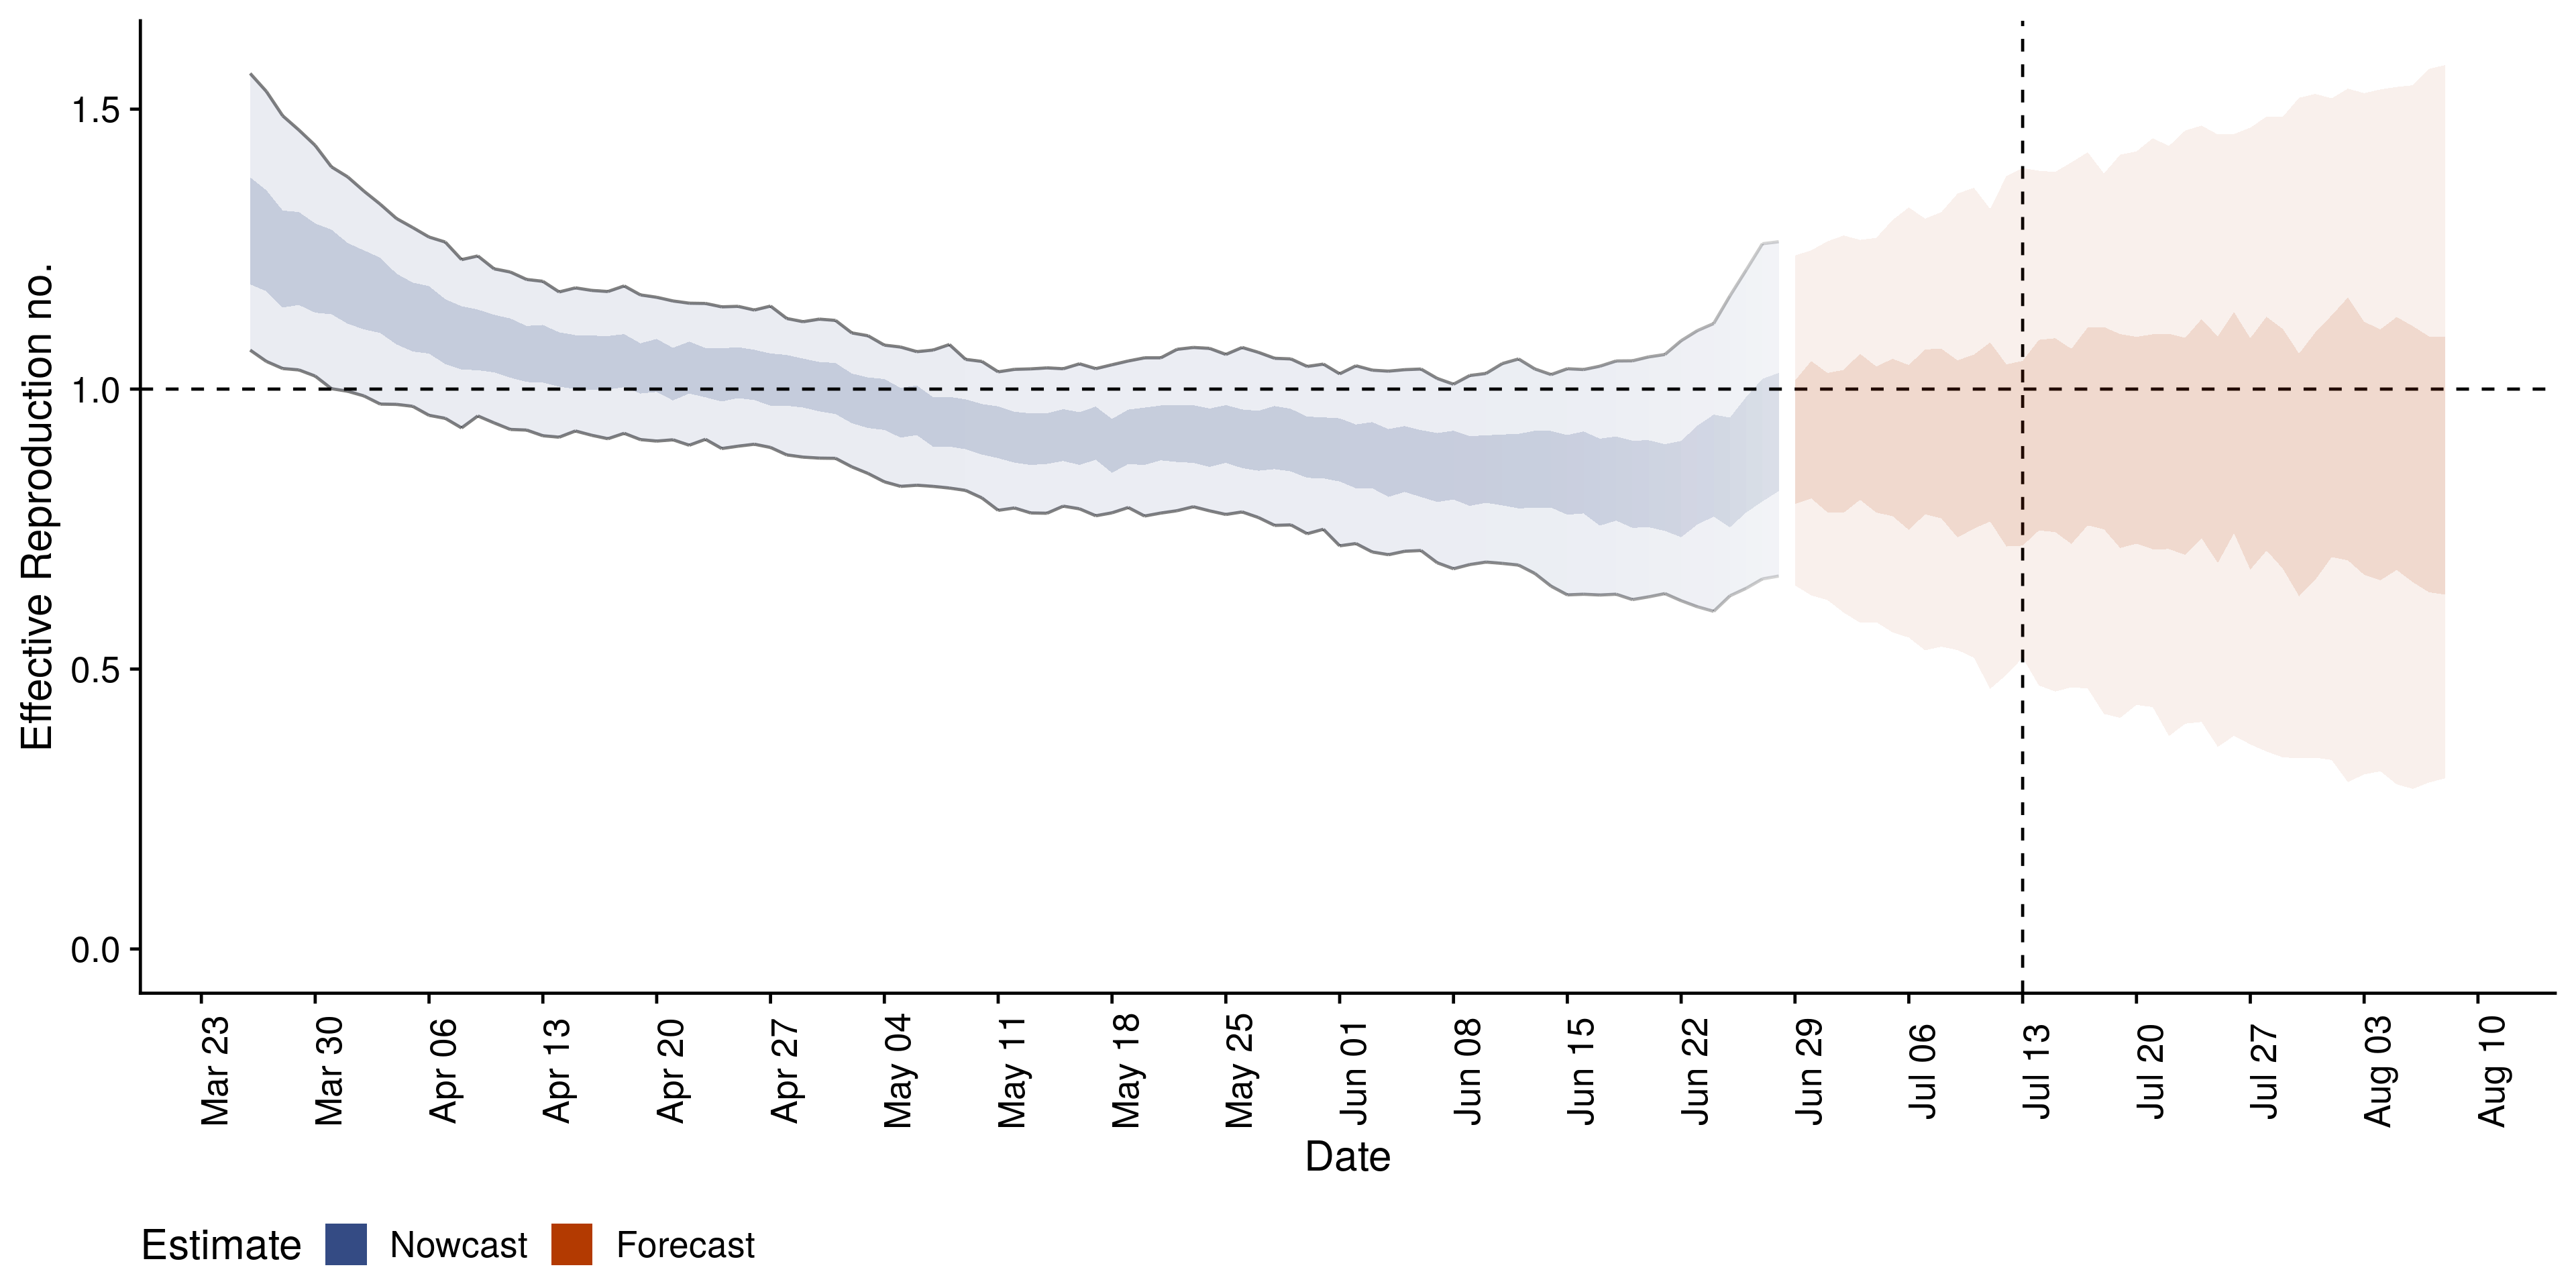 Effective Reproduction no.
1.5
1.0
0.5
0.0
Mar 23
Mar 30
Apr 06
Apr 13
Apr 20
Apr 27
May 04
May 11
May 18
May 25
Jun 01
Jun 08
Jun 15
Jun 22
Jun 29
Jul 06
Jul 13
Jul 20
Jul 27
Aug 03
Aug 10
Date
Estimate Nowcast Forecast